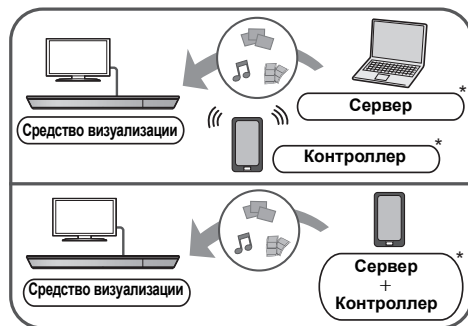 Сервер *
Средство визуализации
Контроллер *
Средство визуализации
Сервер *
+
Контроллер